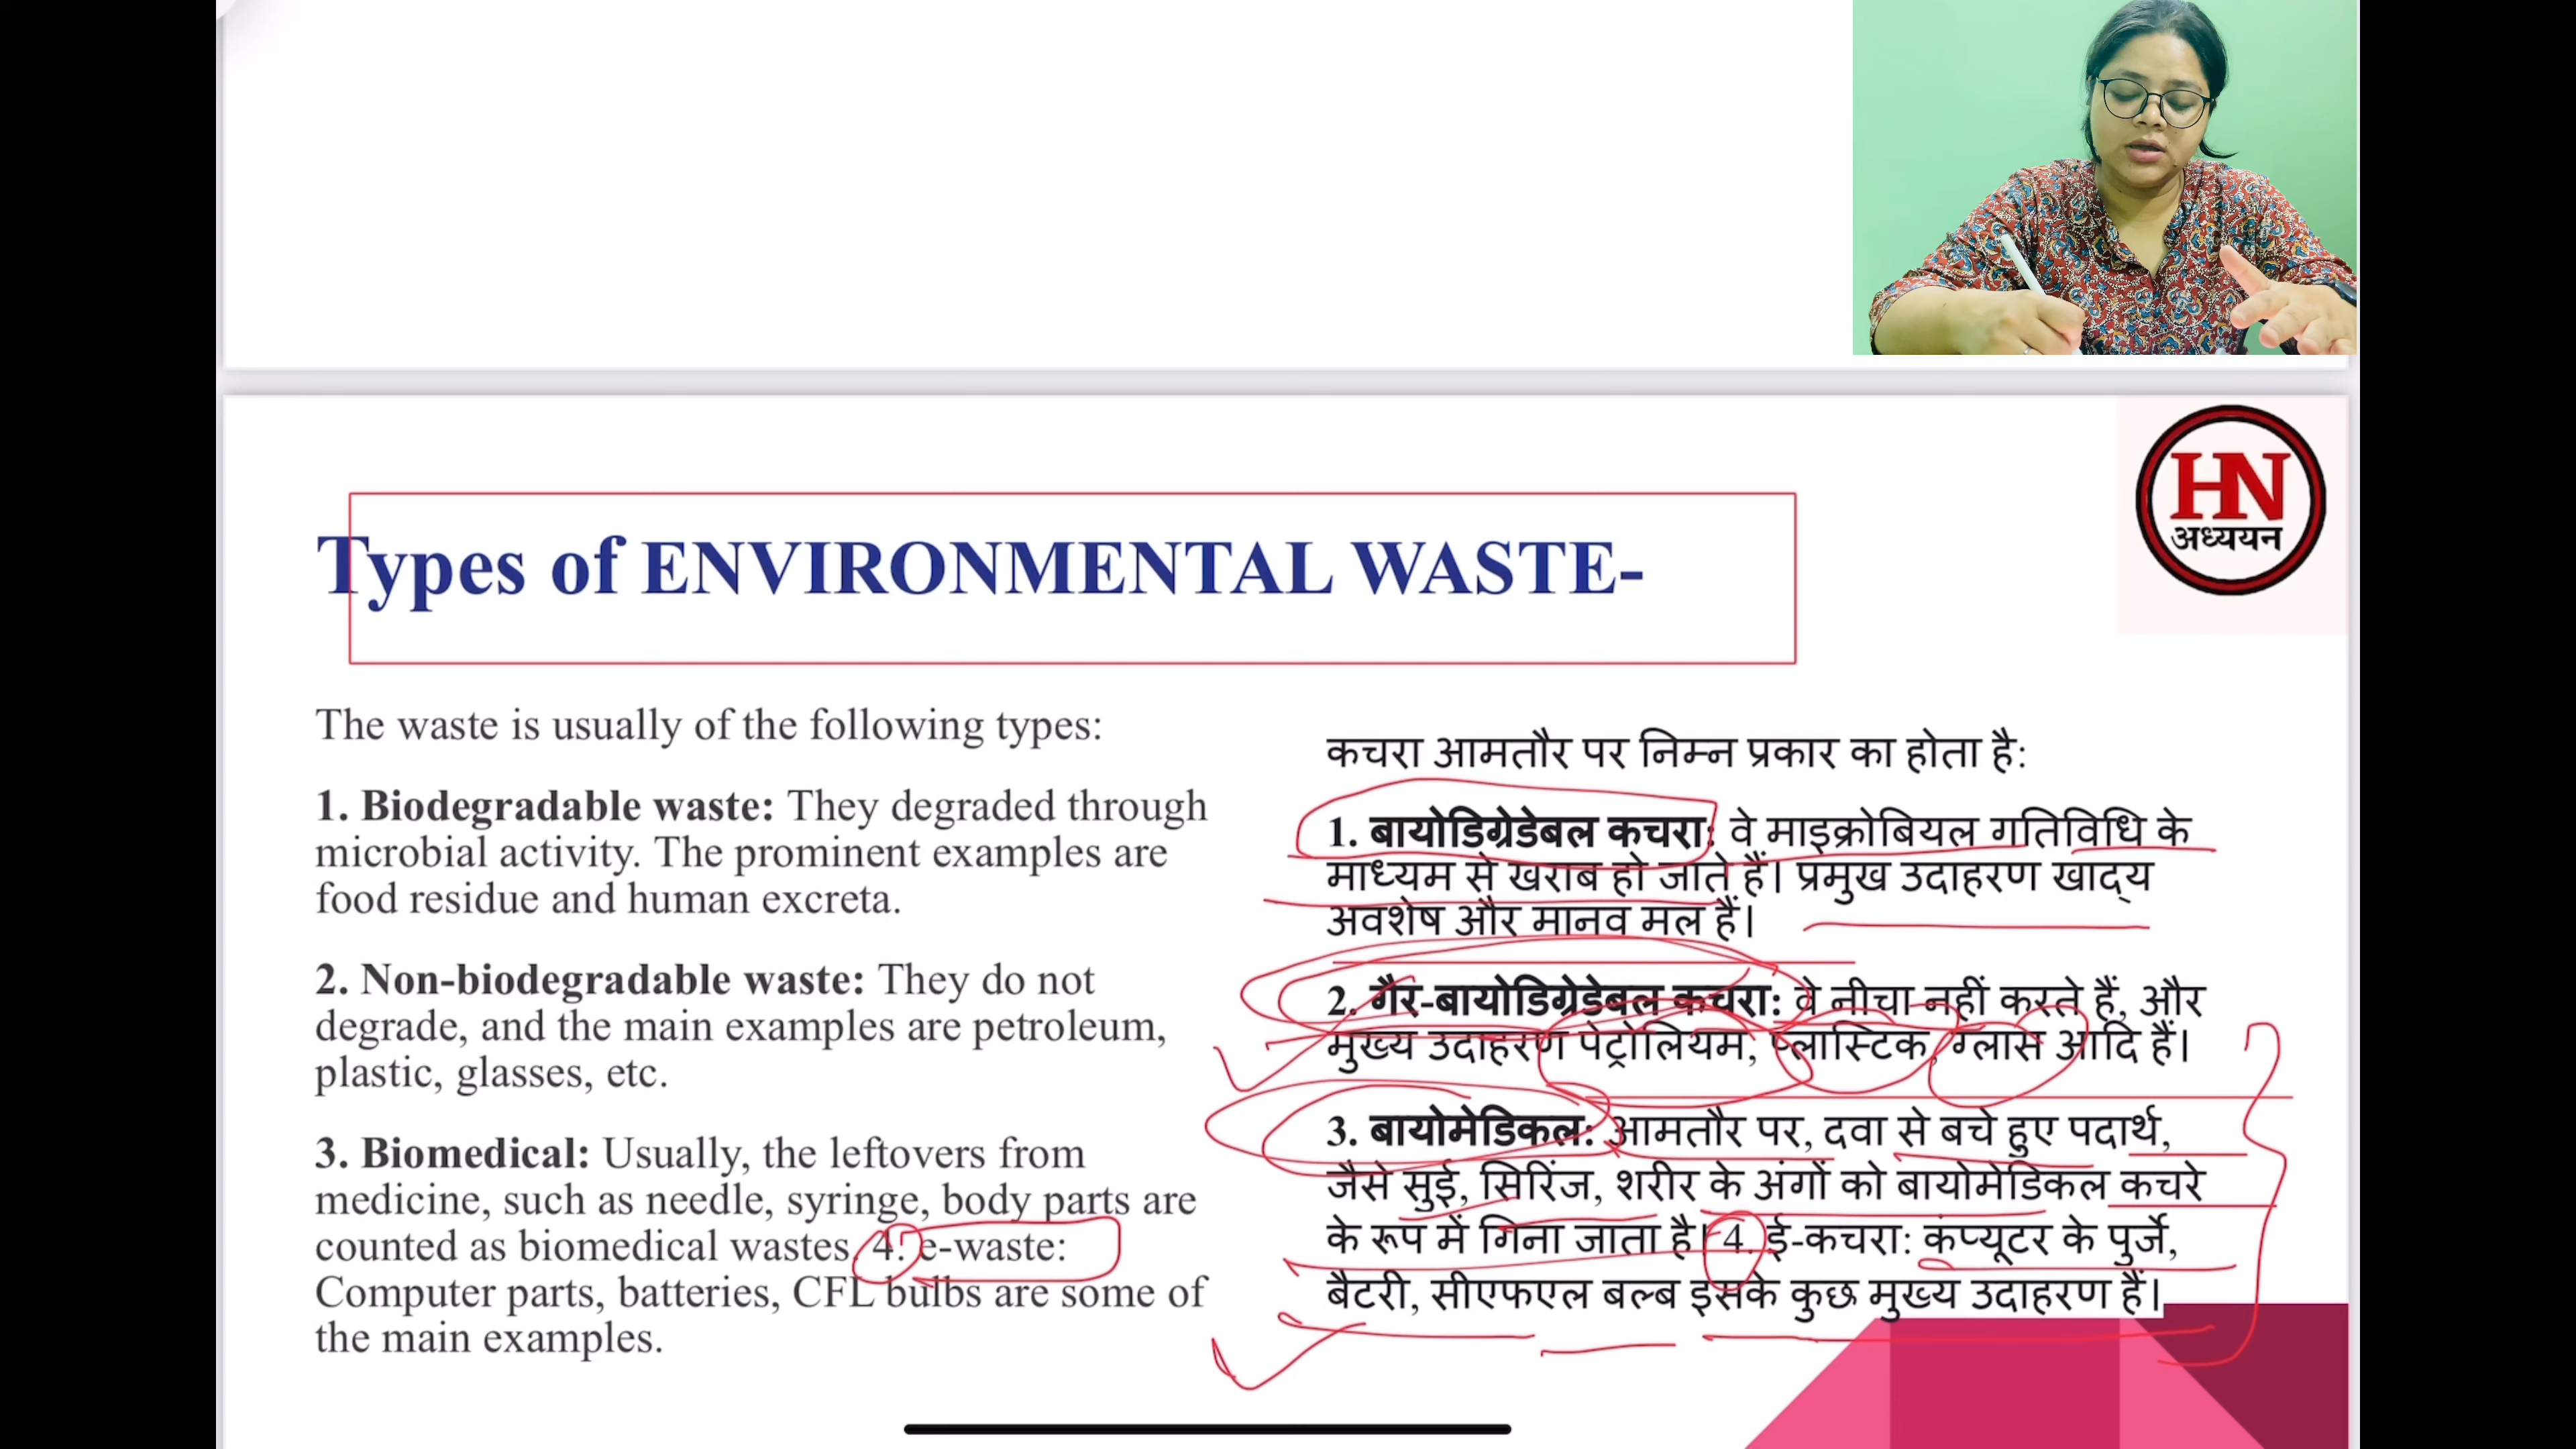 HN
अध्ययन
Types of ENVIRONMENTAL WASTE-
The waste is usually of the following types:
1. Biodegradable waste: They degraded through
microbial activity. The prominent examples are
food residue and human excreta.
2. Non-biodegradable waste: They do not
degrade, and the main examples are petroleum,
plastic, glasses, etc.
3. Biomedical: Usually, the leftovers from
medicine, such as needle, syringe, body parts are
counted as biomedical wastes. 4. e-waste:
Computer parts, batteries, CFL bulbs are some of
the main examples.
कचरा आमतौर पर निम्न प्रकार का होता है:
1. बायोडिग्रेडेबल कचरा: वे माइक्रोबियल गतिविधि के
माध्यम से खराब हो जाते हैं। प्रमुख उदाहरण खाद्य
अवशेष और मानव मल हैं।
2. गैर-बायोडिग्रेडेबल कचरा: वे नीचा नहीं करते हैं, और
मुख्य उदाहरण पेट्रोलियम, प्लास्टिक, ग्लास आदि हैं।
3. बायोमेडिकल: आमतौर पर, दवा से बचे हुए पदार्थ,
जैसे सुई, सिरिंज, शरीर के अंगों को बायोमेडिकल कचरे
के रूप में गिना जाता है। 4. ई-कचरा: कंप्यूटर के पुर्जे,
बैटरी, सीएफएल बल्ब इसके कुछ मुख्य उदाहरण हैं।